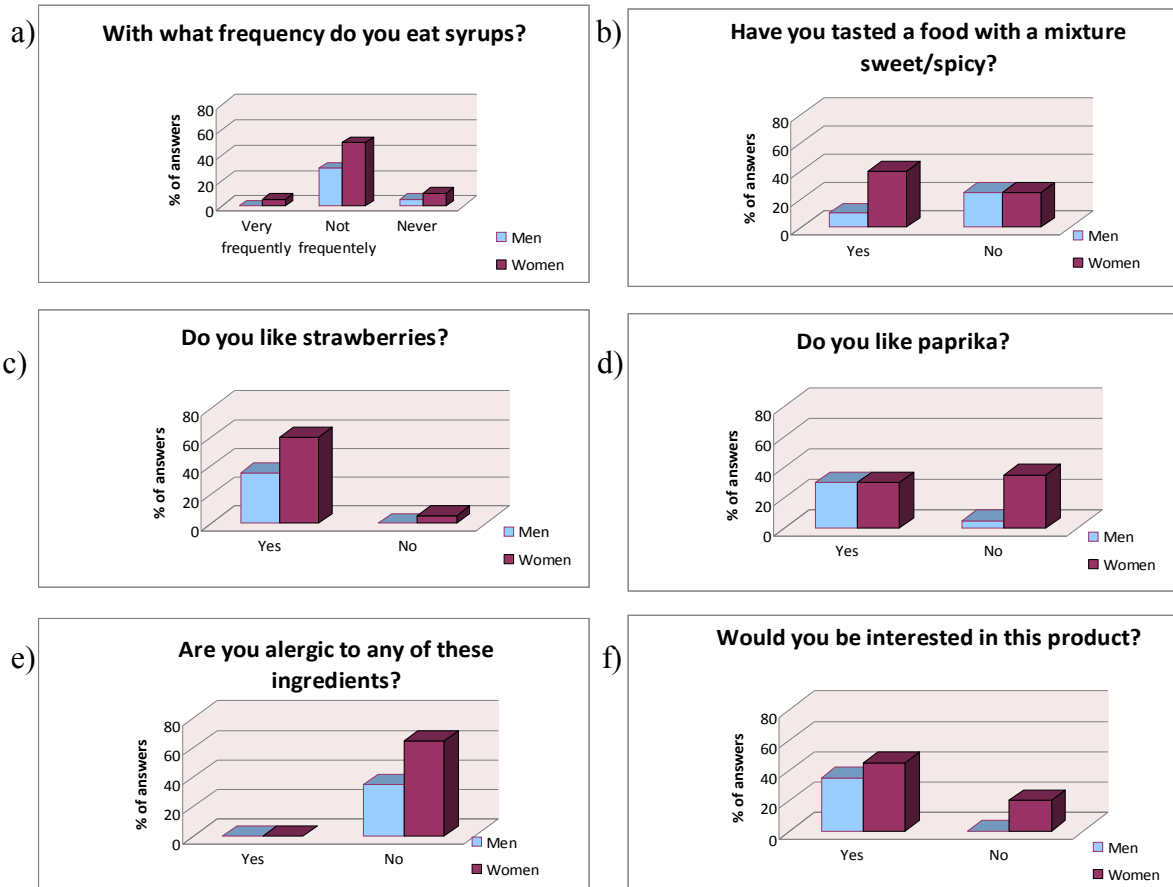 a)
With what frequency do you eat syrups?
% of answers
80
60
40
20
0
Very
frequently
Not
frequentely
Never
Men
Women
b)
Have you tasted a food with a mixture
sweet/spicy?
% of answers
80
60
40
20
0
Yes
No
Men
Women
c)
Do you like strawberries?
% of answers
80
60
40
20
0
Yes
No
Men
Women
d)
Do you like paprika?
% of answers
80
60
40
20
0
Yes
No
Men
Women
e)
Are you alergic to any of these
ingredients?
% of answers
80
60
40
20
0
Yes
No
Men
Women
f)
Would you be interested in this product?
% of answers
80
60
40
20
0
Yes
No
Men
Women